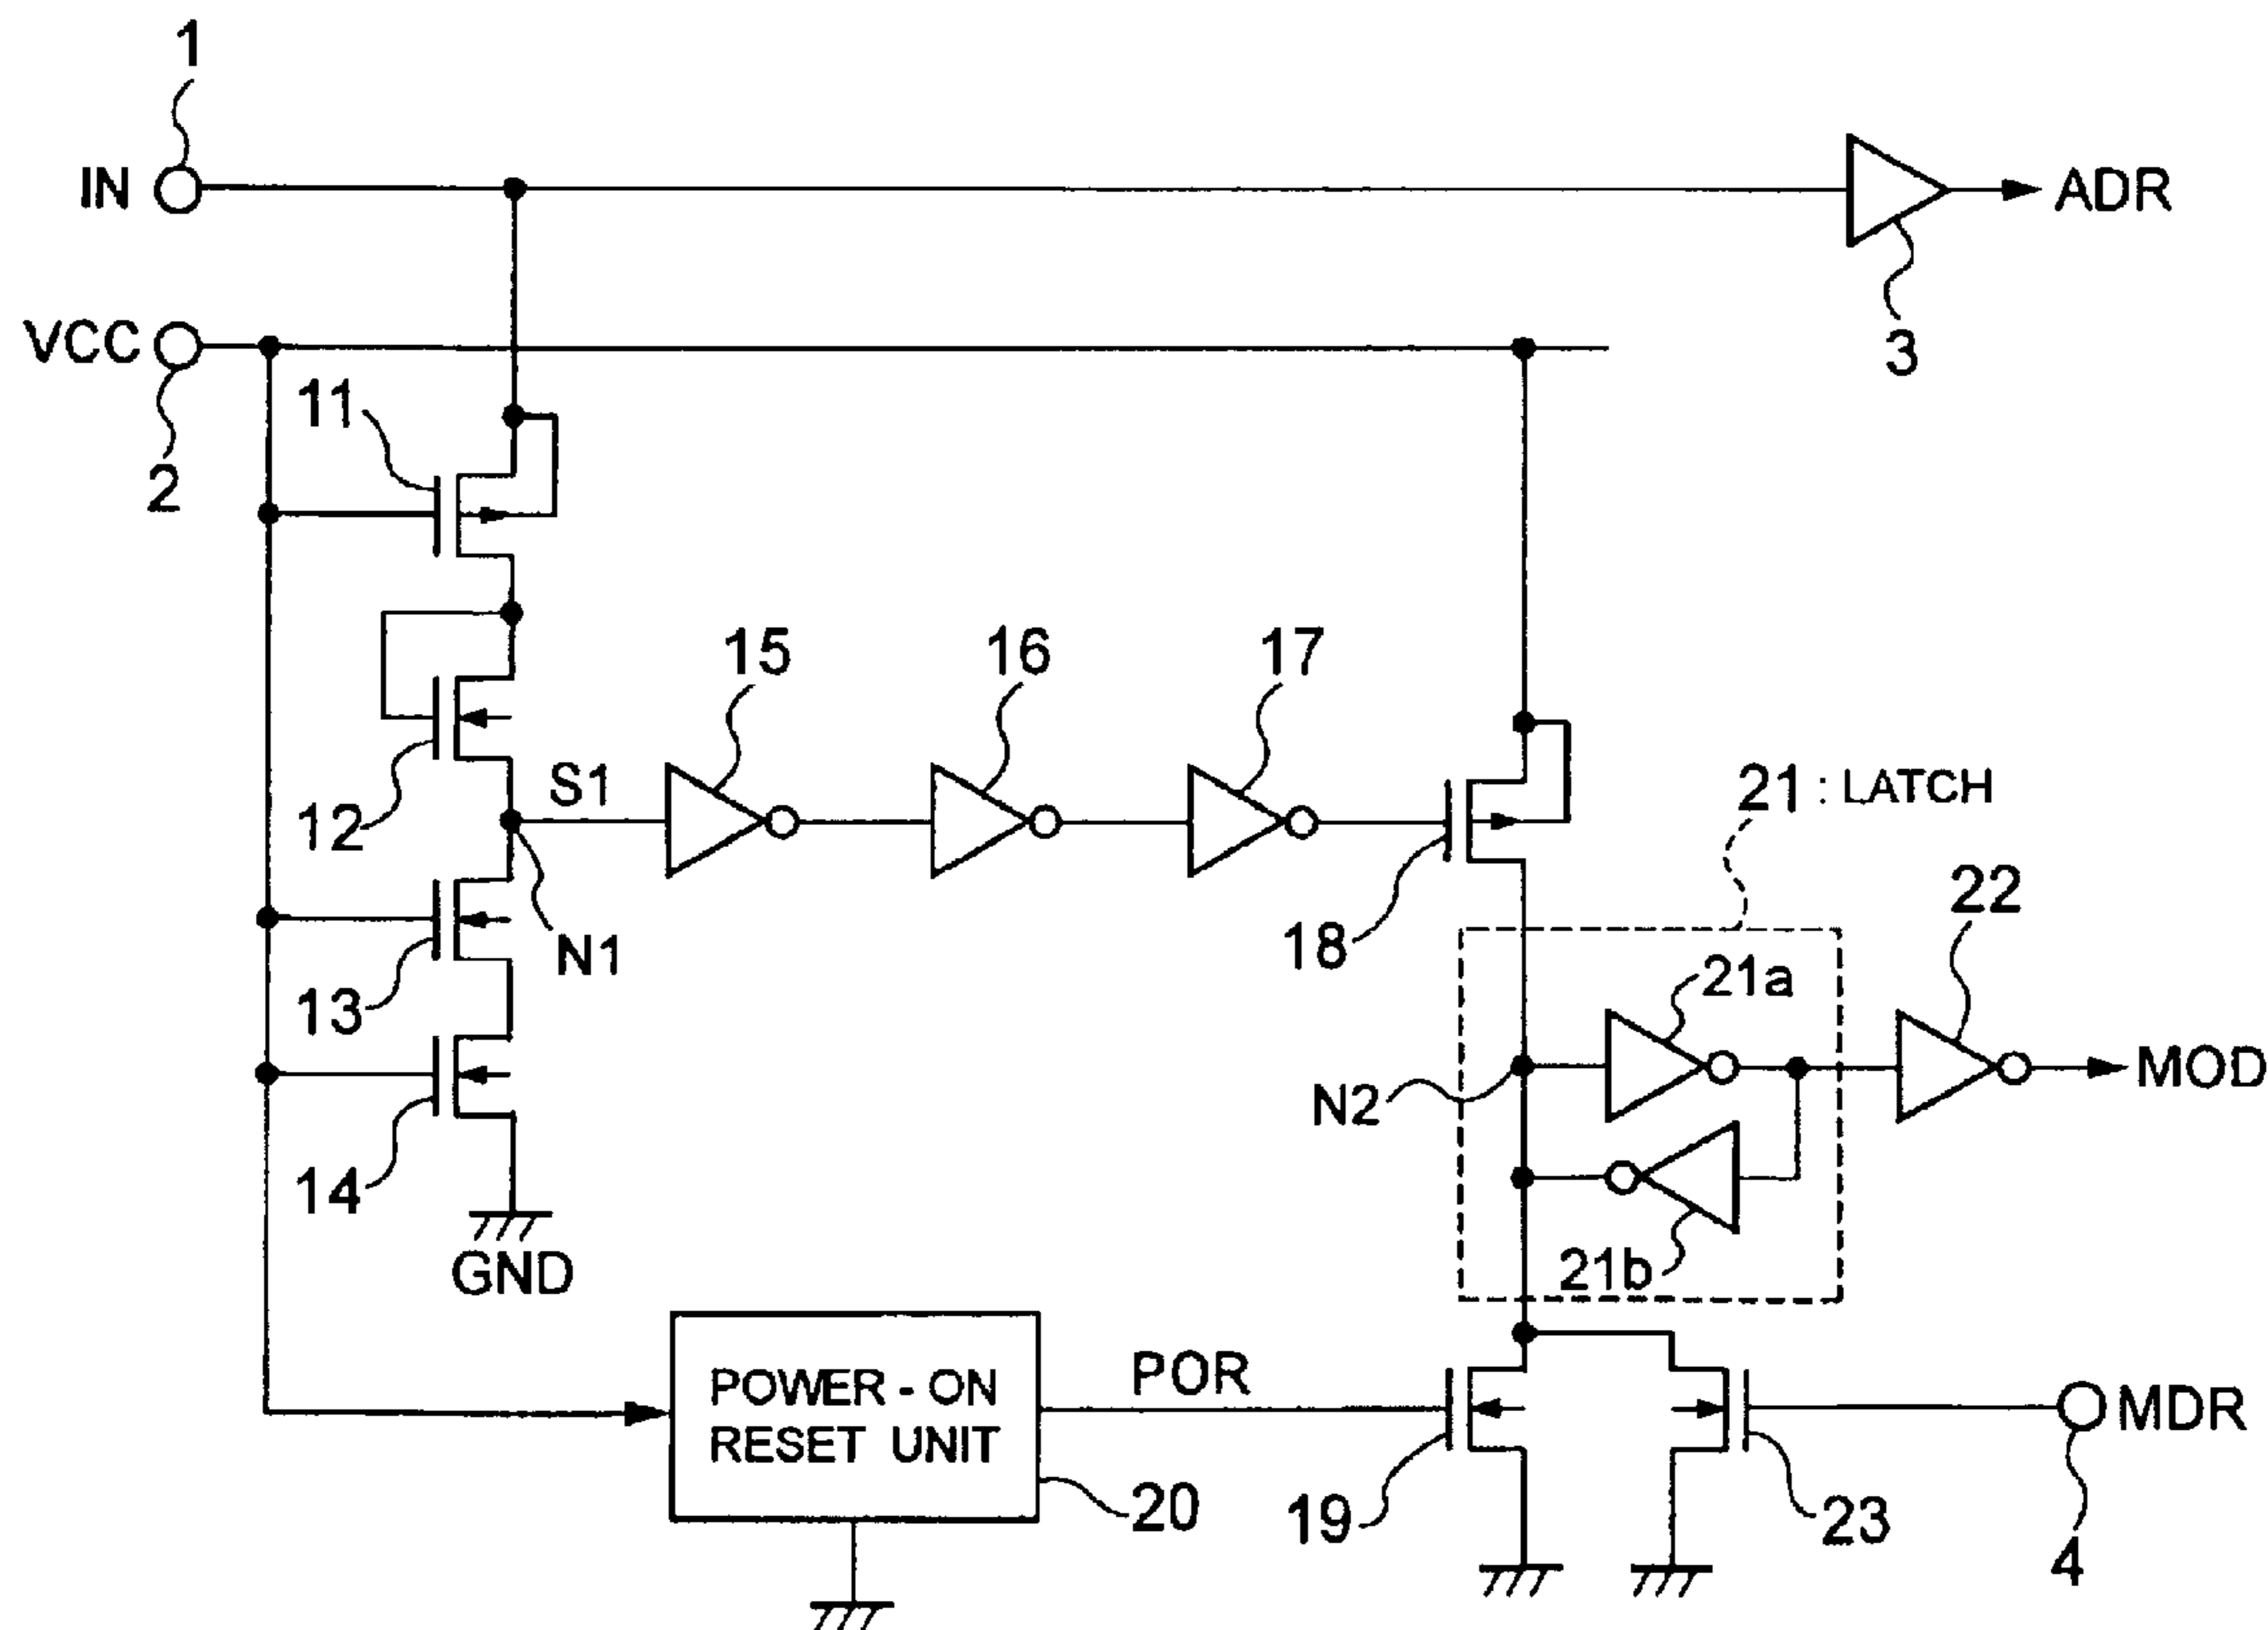 1
IN
ADR
VCC
3
11
2
15
16
17
S1
21 : LATCH
12
22
18
N1
21a
13
N2
MOD
14
GND
21b
POWER - ON
RESET UNIT
POR
MDR
20
19
23
4